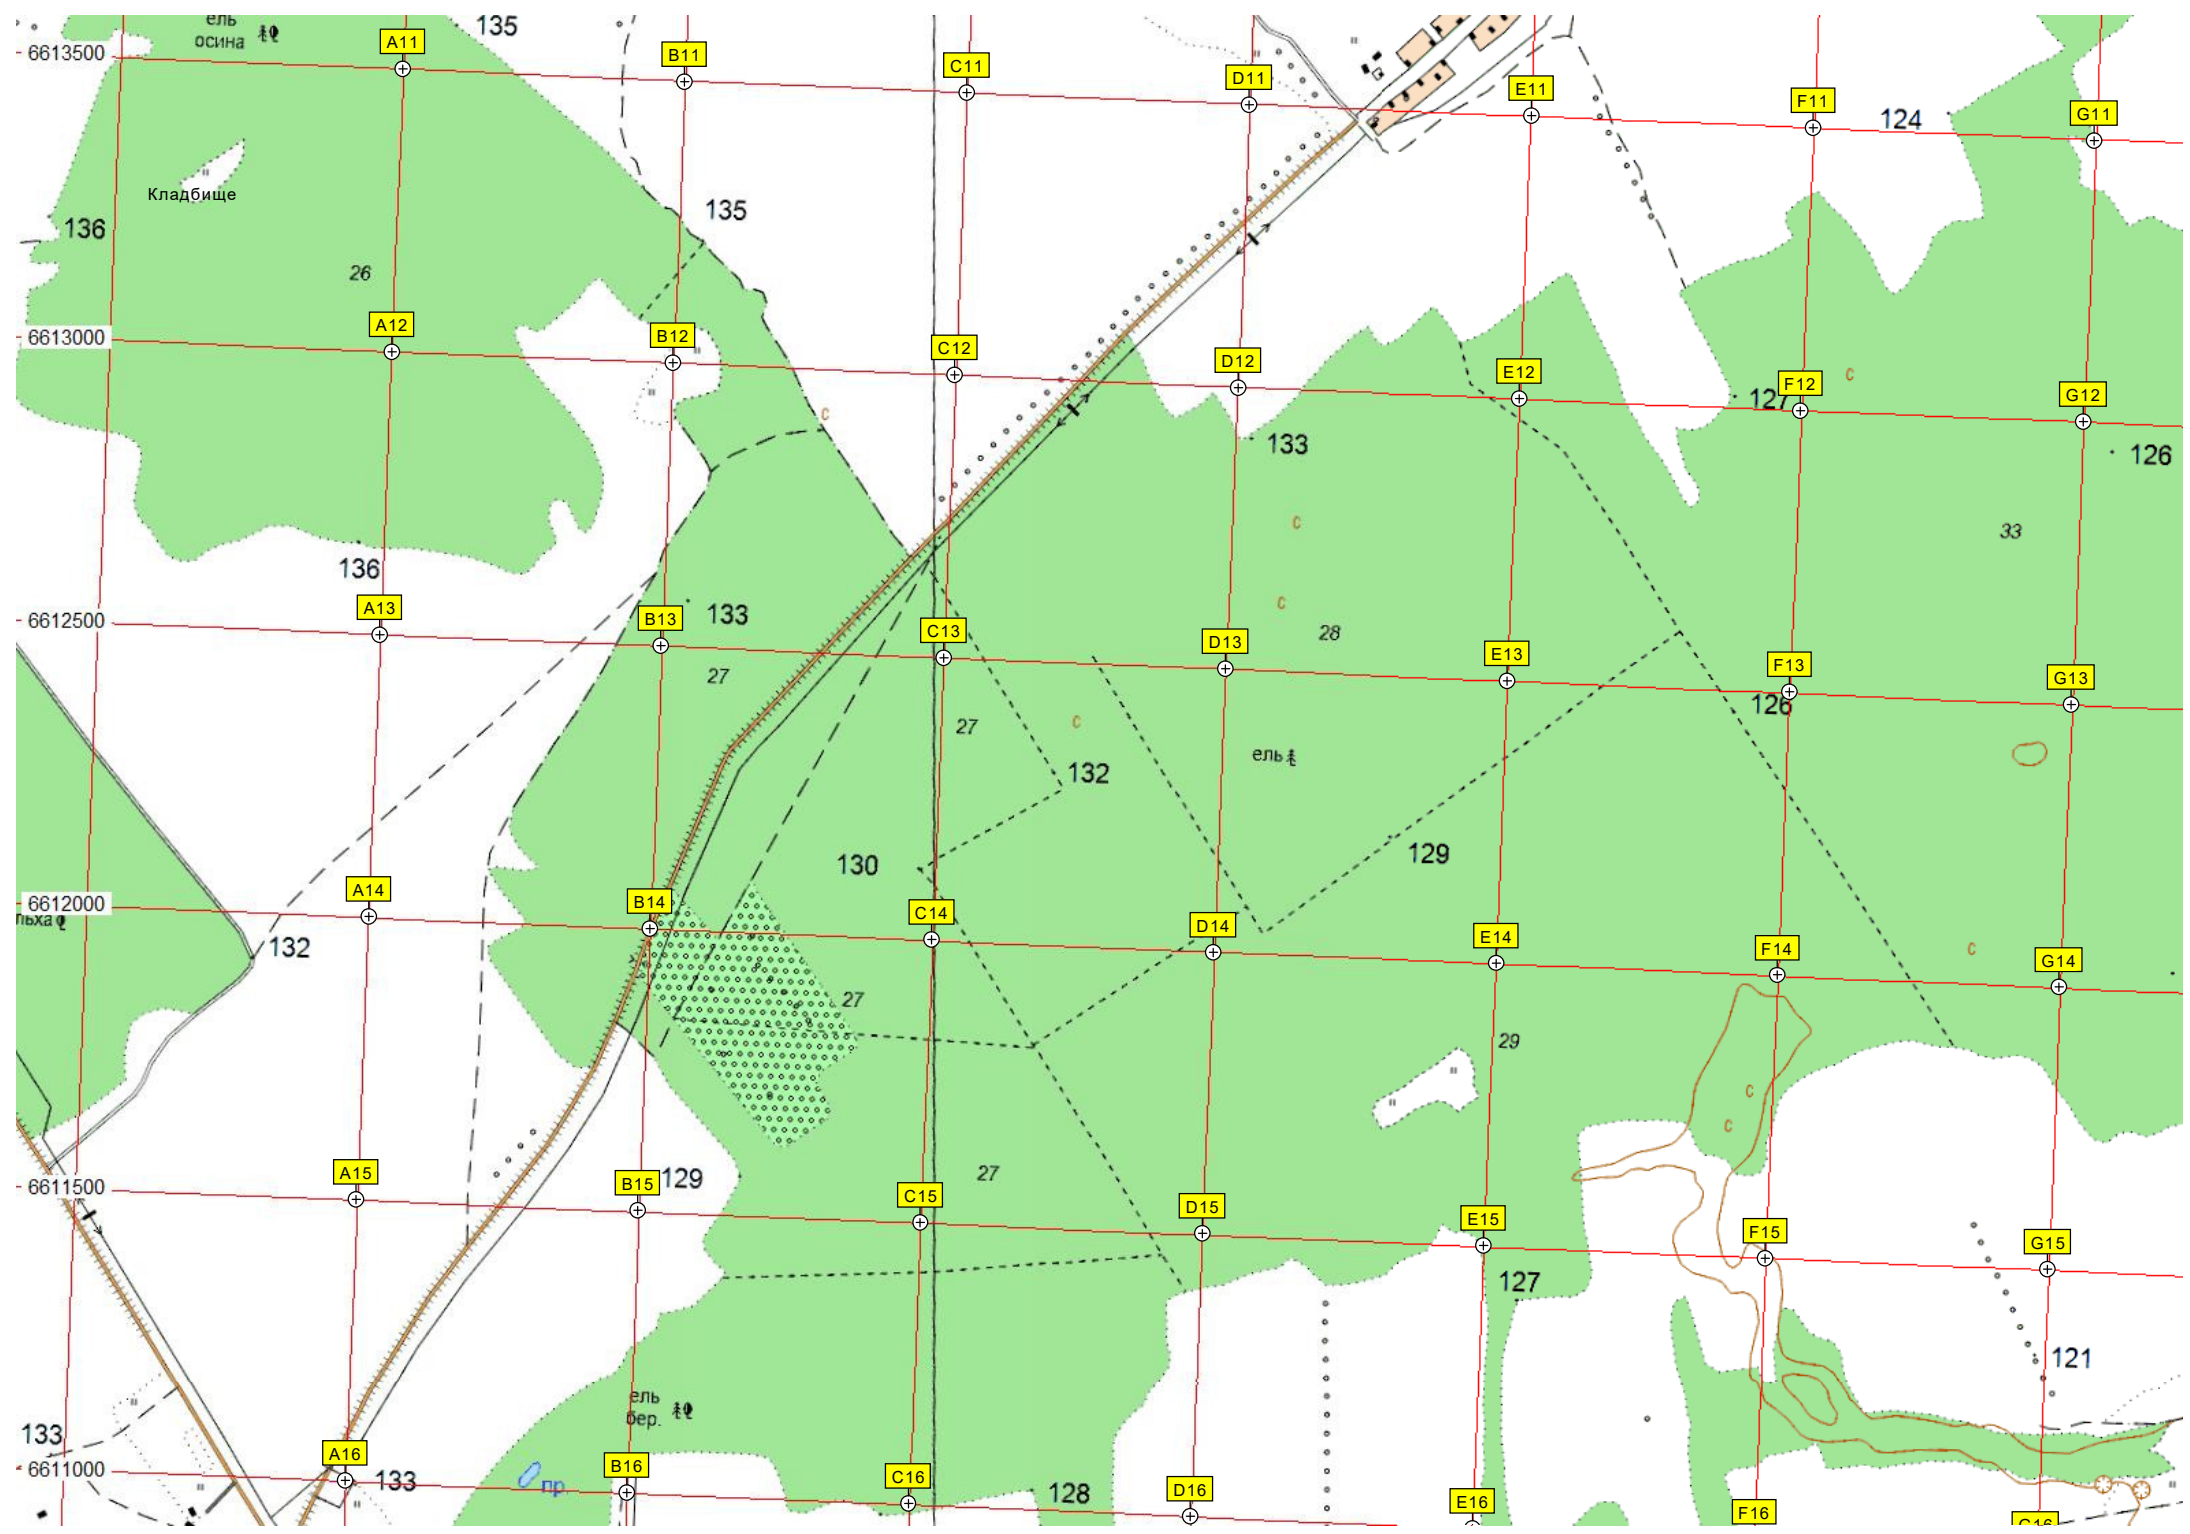 ель
осина
135
6613500
A11
B11
C11
D11
E11
F11
124
G11
Кладбище
136
135
26
6613000
A12
B12
C12
D12
E12
F12
G12
с
с
127
133
126
с
33
136
6612500
A13
B13
133
C13
с
D13
28
E13
F13
G13
27
27
с
126
ель
132
130
129
6612000
A14
B14
C14
D14
E14
F14
G14
льха
132
с
27
29
с
с
6611500
A15
B15
129
C15
27
D15
E15
F15
G15
127
121
ель
бер.
133
6611000
A16
133
B16
пр.
C16
128
D16
E16
F16
G16